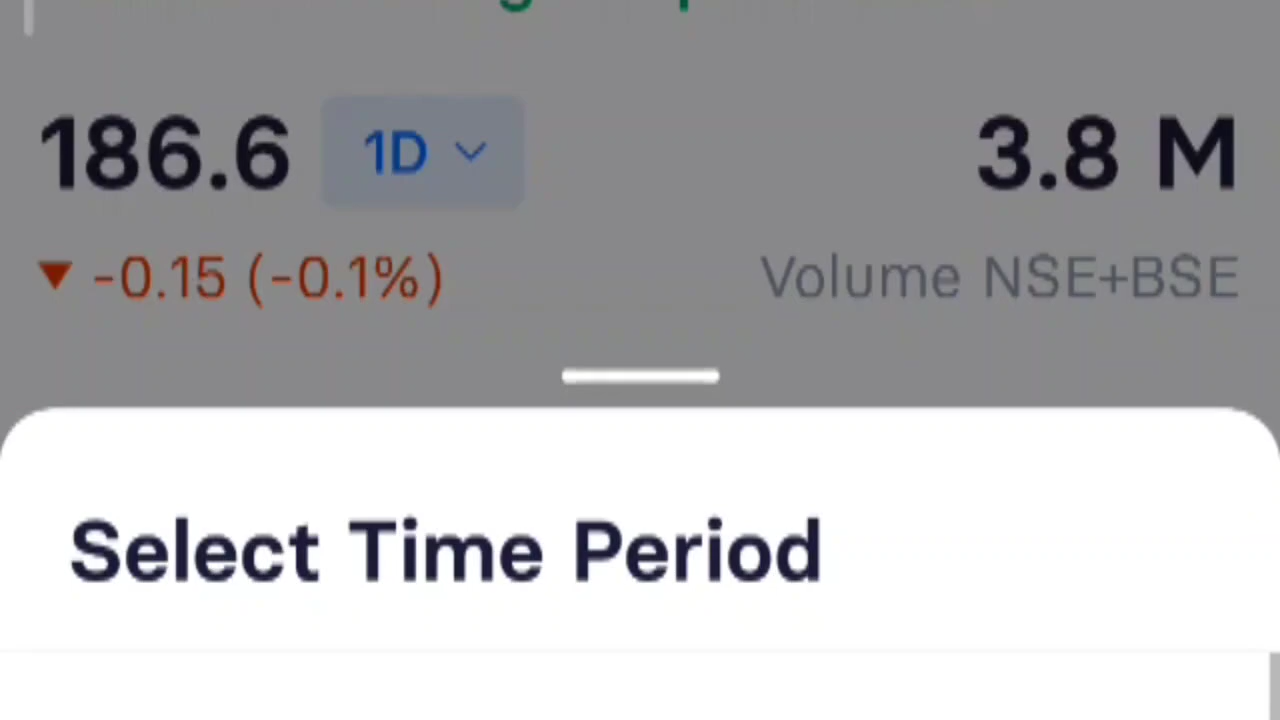 186.6 1D 3.8 M
▼ -0.15 (-0.1%) Volume NSE+BSE
Select Time Period